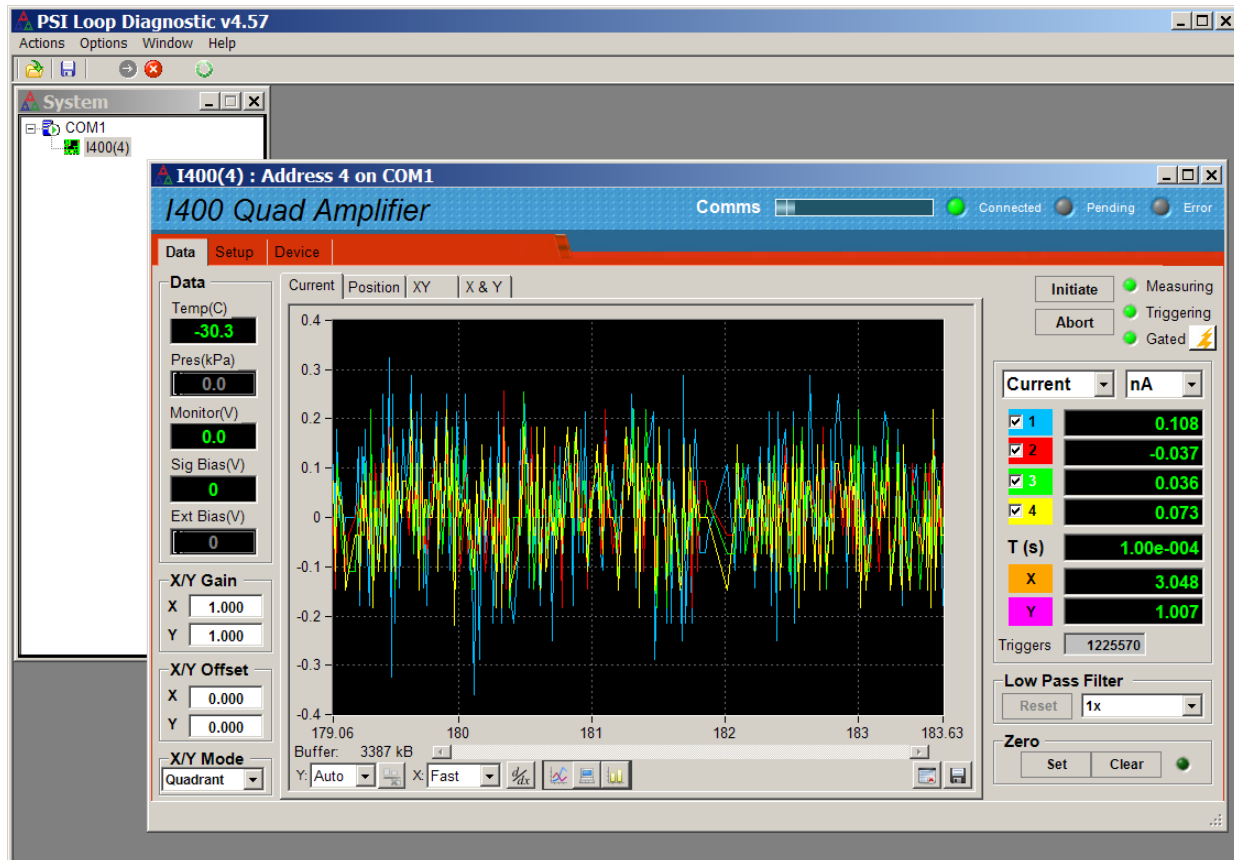 PSI Loop Diagnostic v4.57
Actions Options Window Help
System
COM1
I400(4)
I400(4) : Address 4 on COM1
I400 Quad Amplifier
Comms
Connected
Pending
Error
Data Setup Device
Data
Temp(C)
-30.3
Pres(kPa)
0.0
Monitor(V)
0.0
Sig Bias(V)
0
Ext Bias(V)
0
X/Y Gain
X 1.000
Y 1.000
X/Y Offset
X 0.000
Y 0.000
X/Y Mode
Quadrant
Current Position XY X & Y
0.4
0.3
0.2
0.1
0
-0.1
-0.2
-0.3
-0.4
179.06 180 181 182 183 183.63
Buffer: 3387 kB
Y: Auto X: Fast d/dx
Initiate
Abort
Measuring
Triggering
Gated
Current nA
1 0.108
2 -0.037
3 0.036
4 0.073
T (s) 1.00e-004
X 3.048
Y 1.007
Triggers 1225570
Low Pass Filter
Reset 1x
Zero
Set Clear